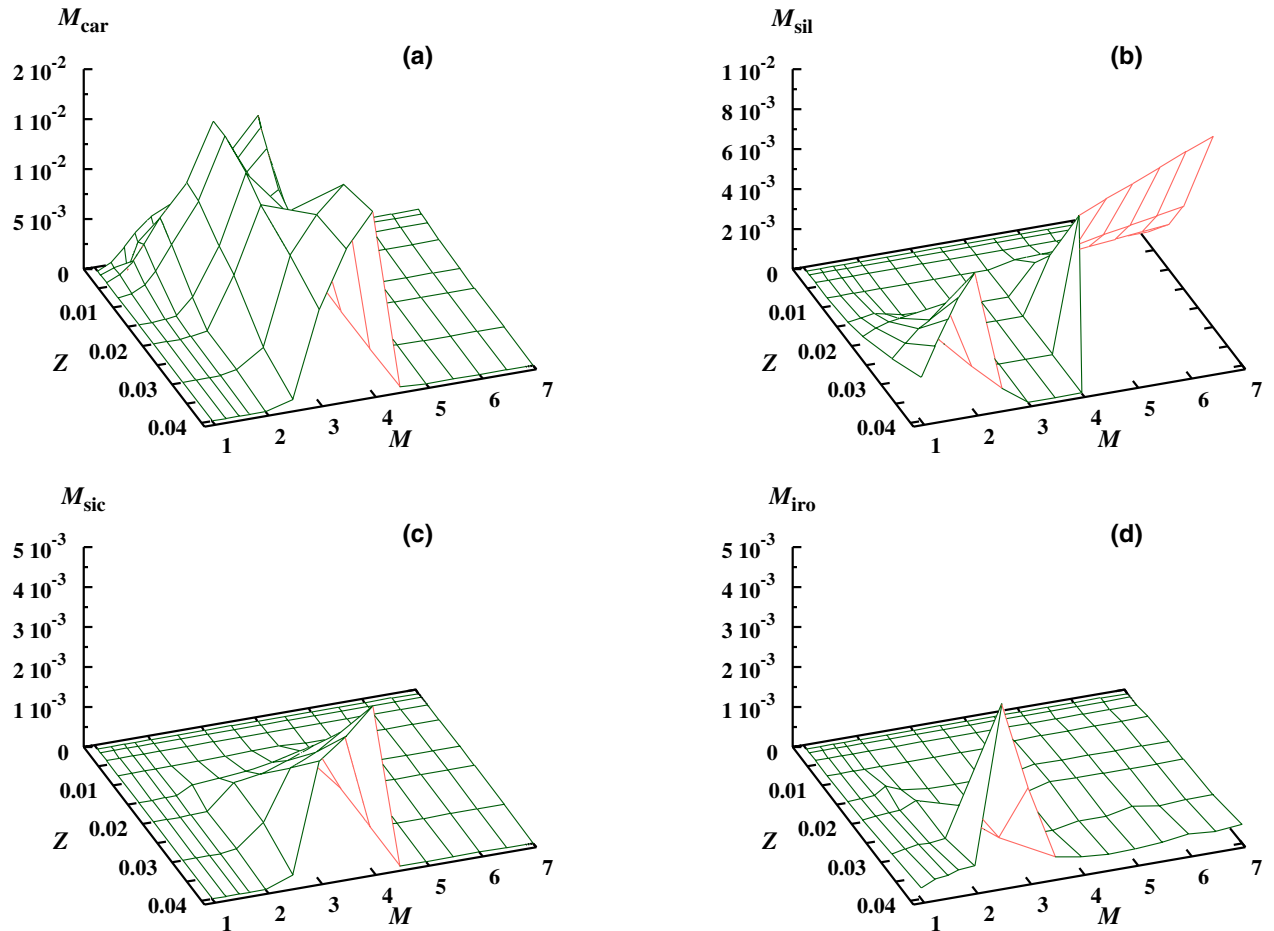 M_car
(a)
2 10^-2
1 10^-2
1 10^-2
5 10^-3
0
0.01
0.02
0.03
0.04
Z
1 2 3 4 5 6 7
M
M_sil
(b)
1 10^-2
8 10^-3
6 10^-3
4 10^-3
2 10^-3
0
0.01
0.02
0.03
0.04
Z
1 2 3 4 5 6 7
M
M_sic
(c)
5 10^-3
4 10^-3
3 10^-3
2 10^-3
1 10^-3
0
0.01
0.02
0.03
0.04
Z
1 2 3 4 5 6 7
M
M_iro
(d)
5 10^-3
4 10^-3
3 10^-3
2 10^-3
1 10^-3
0
0.01
0.02
0.03
0.04
Z
1 2 3 4 5 6 7
M